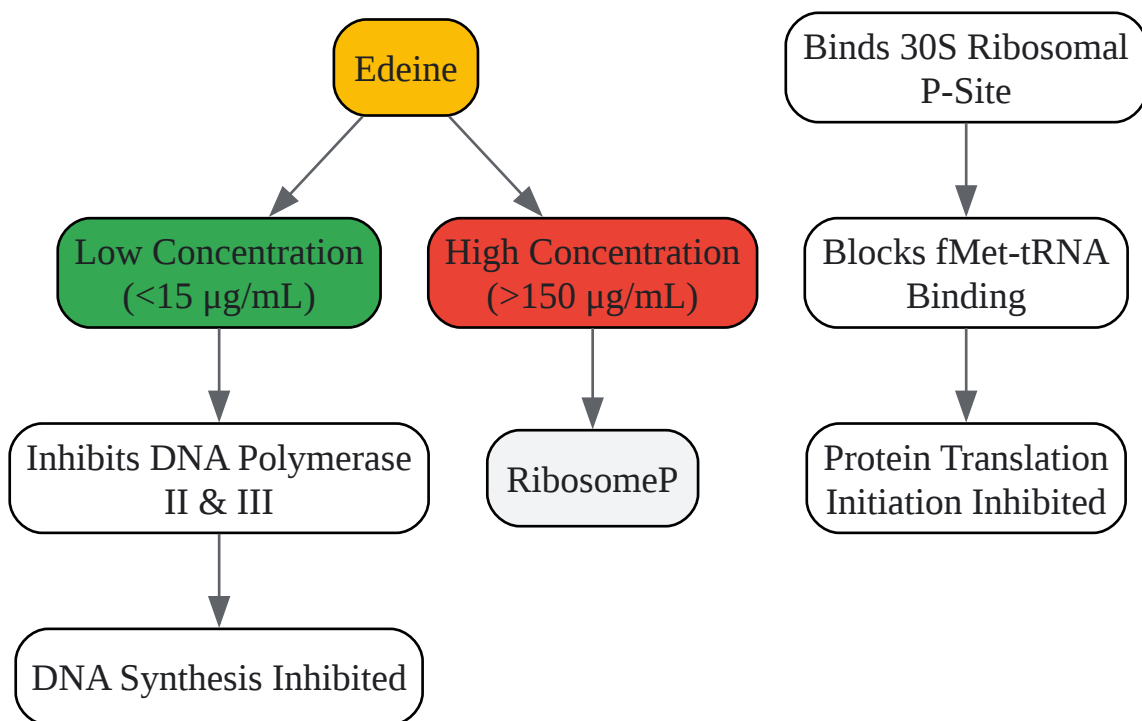 Edeine
Binds 30S Ribosomal
P-Site
Low Concentration
(<15 μg/mL)
High Concentration
(>150 μg/mL)
Blocks fMet-tRNA
Binding
Inhibits DNA Polymerase
II & III
RibosomeP
Protein Translation
Initiation Inhibited
DNA Synthesis Inhibited